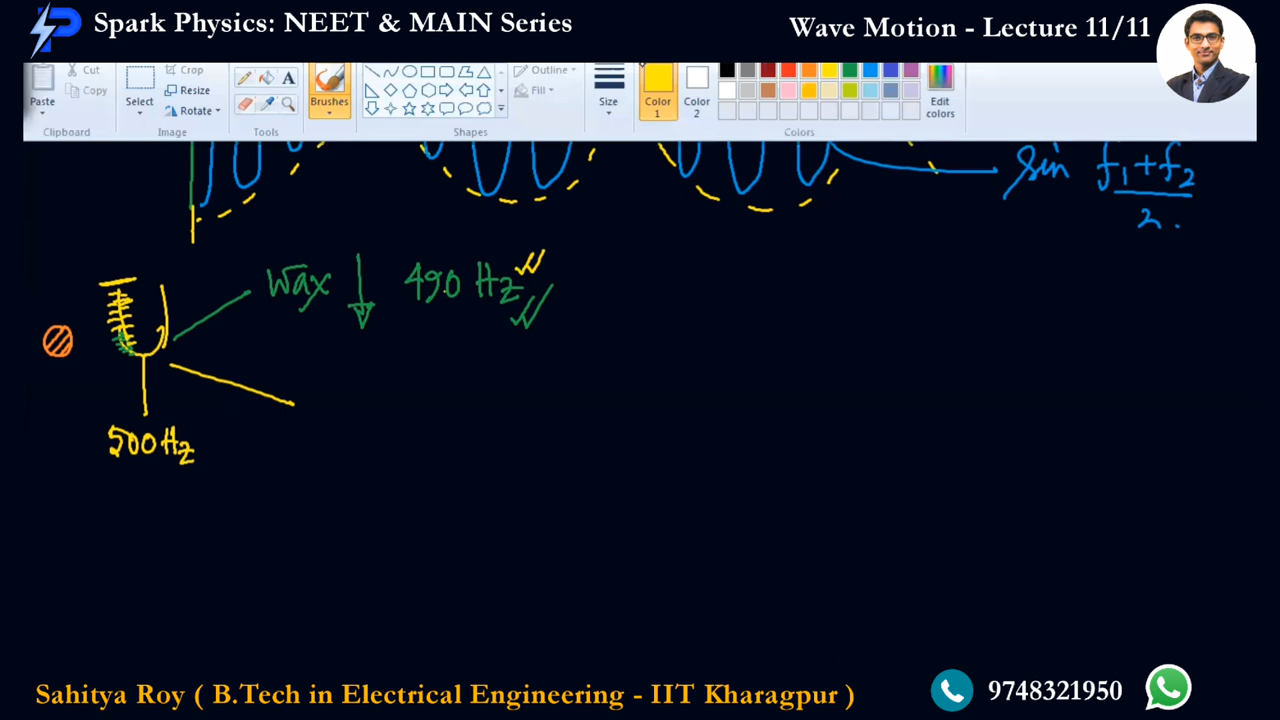 Spark Physics: NEET & MAIN Series
Wave Motion - Lecture 11/11
Paste
Cut
Copy
Clipboard
Select
Crop
Resize
Rotate
Image
A
Tools
Brushes
Shapes
Outline
Fill
Size
Color 1
Color 2
Colors
Edit colors
sin f₁+f₂
2.
Wax ↓ 490 Hz
500Hz
Sahitya Roy ( B.Tech in Electrical Engineering - IIT Kharagpur )
9748321950